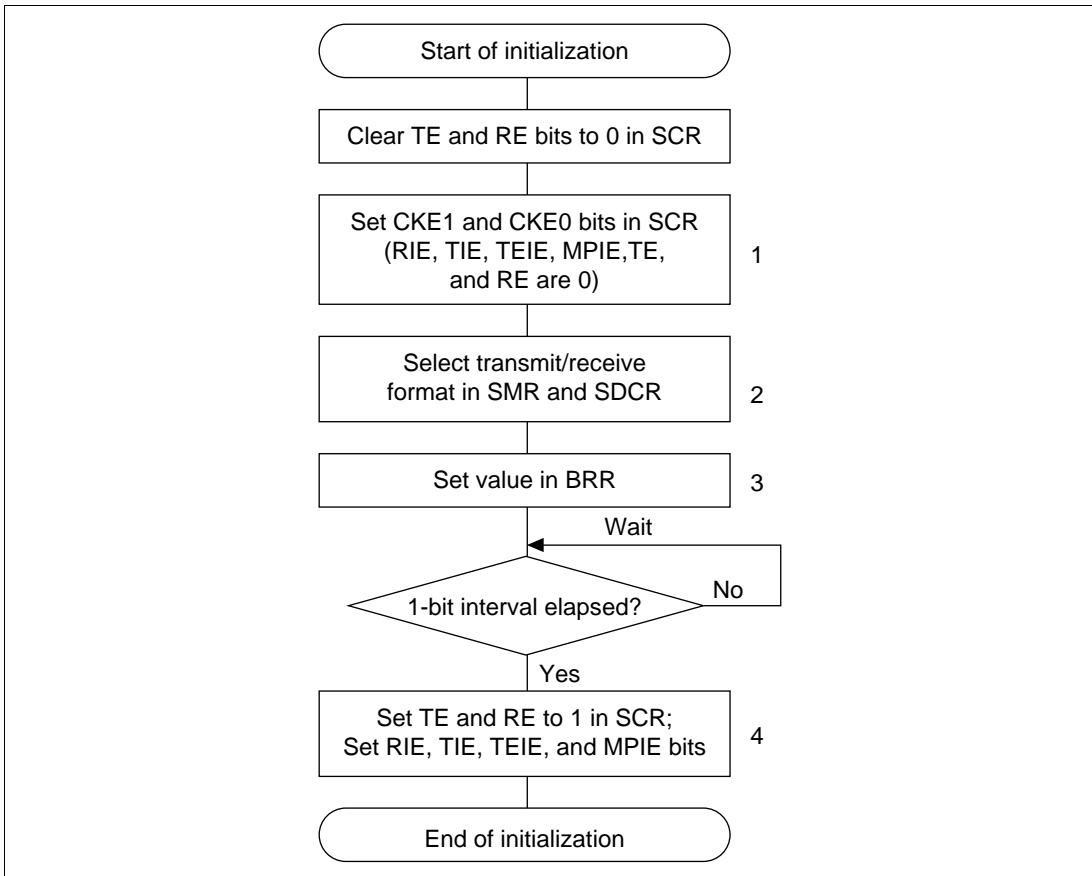 Start of initialization
Clear TE and RE bits to 0 in SCR
Set CKE1 and CKE0 bits in SCR
(RIE, TIE, TEIE, MPIE,TE,
and RE are 0)
1
Select transmit/receive
format in SMR and SDCR
2
Set value in BRR
3
Wait
1-bit interval elapsed?
No
Yes
Set TE and RE to 1 in SCR;
Set RIE, TIE, TEIE, and MPIE bits
4
End of initialization